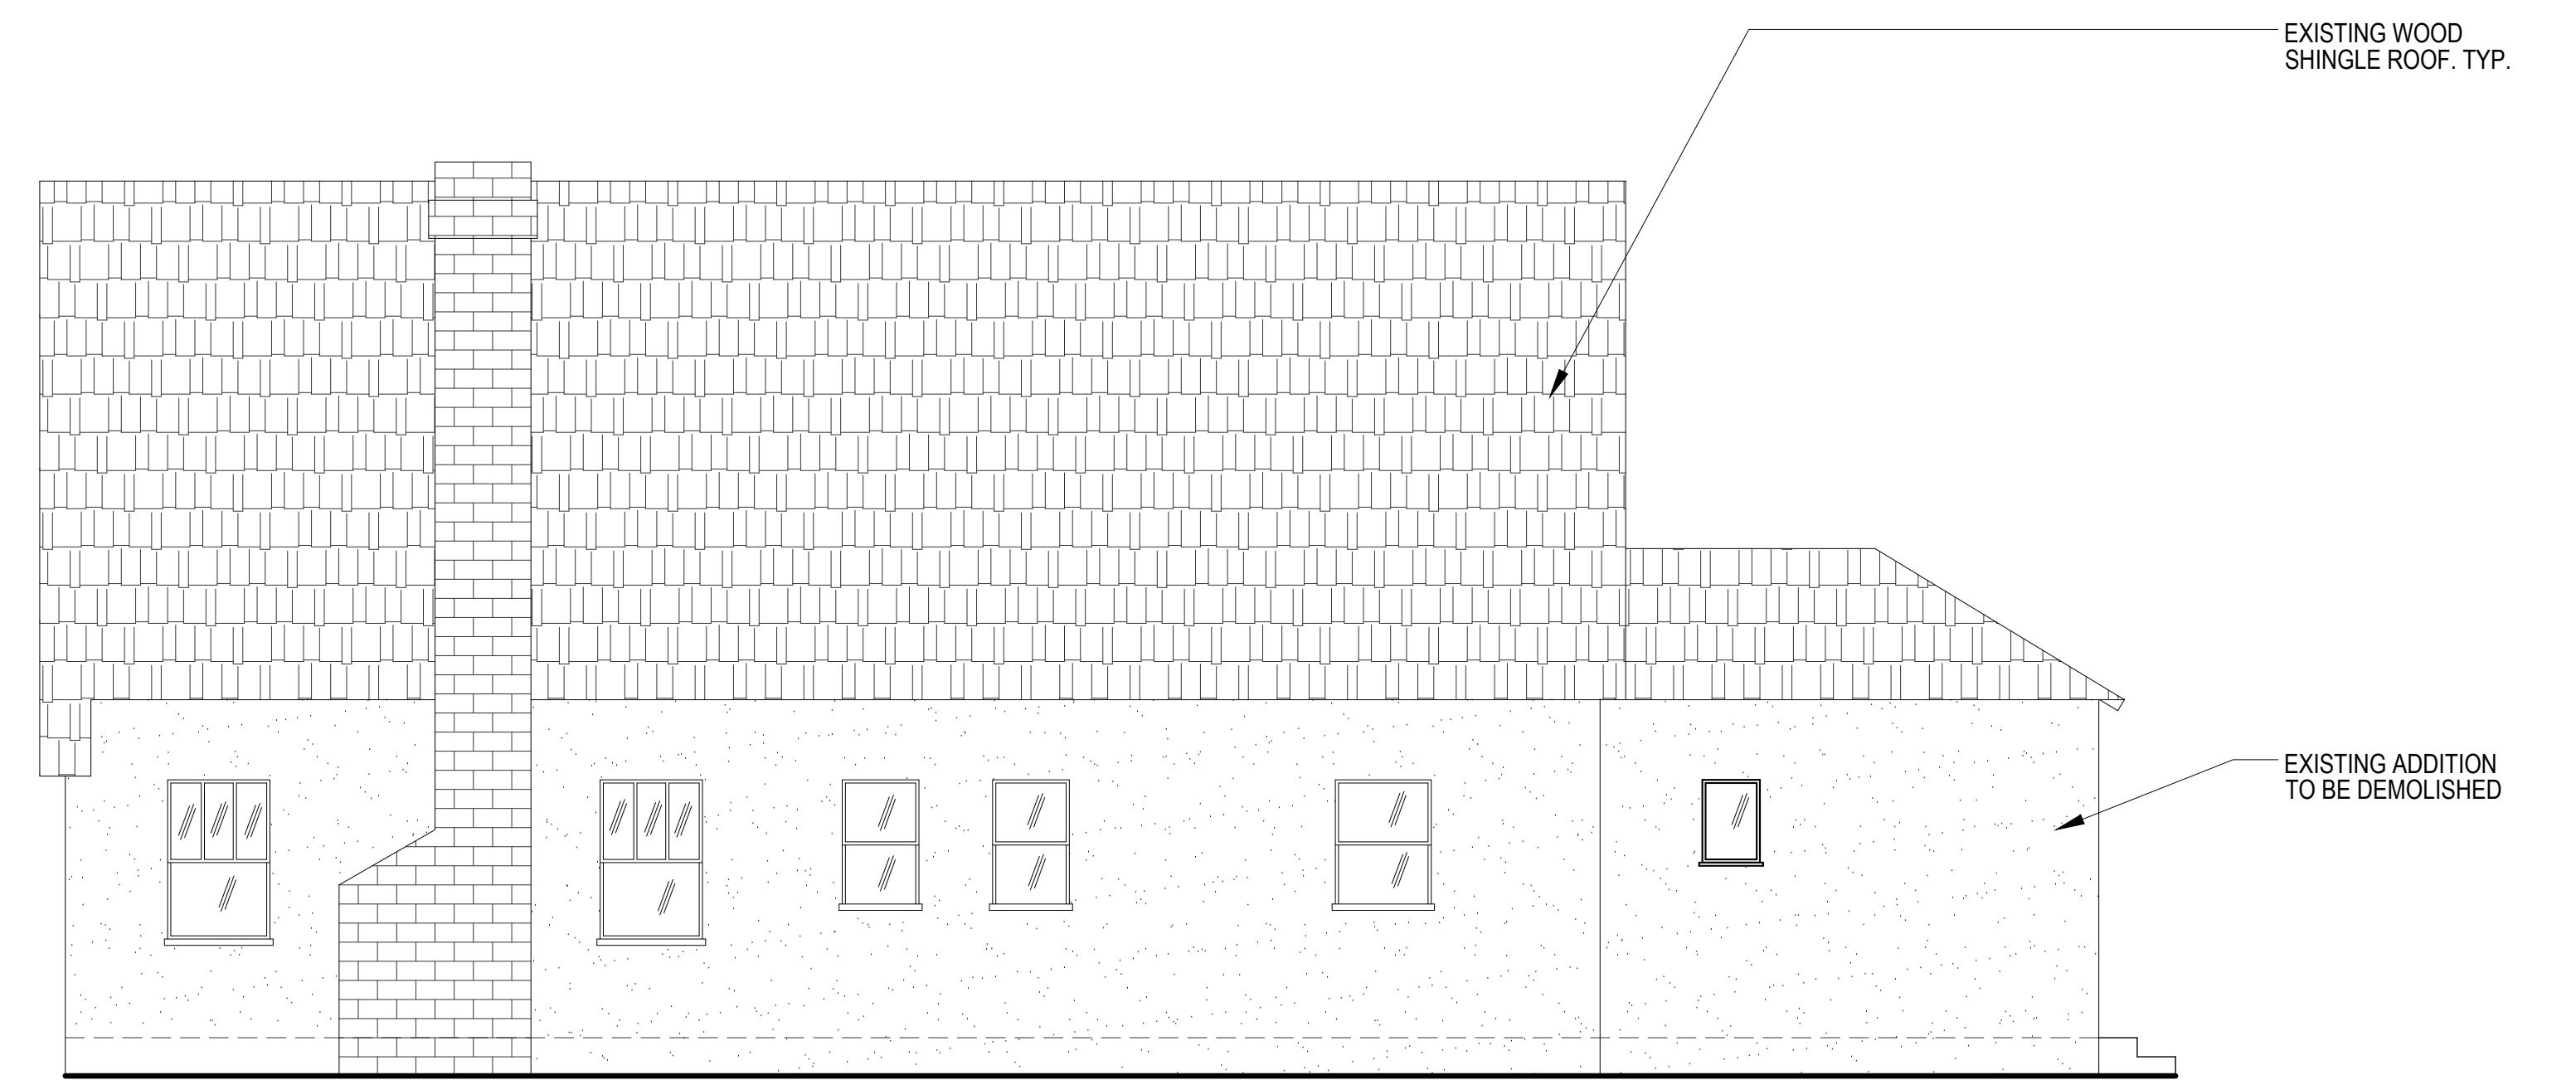 EXISTING WOOD
SHINGLE ROOF. TYP.
EXISTING ADDITION
TO BE DEMOLISHED